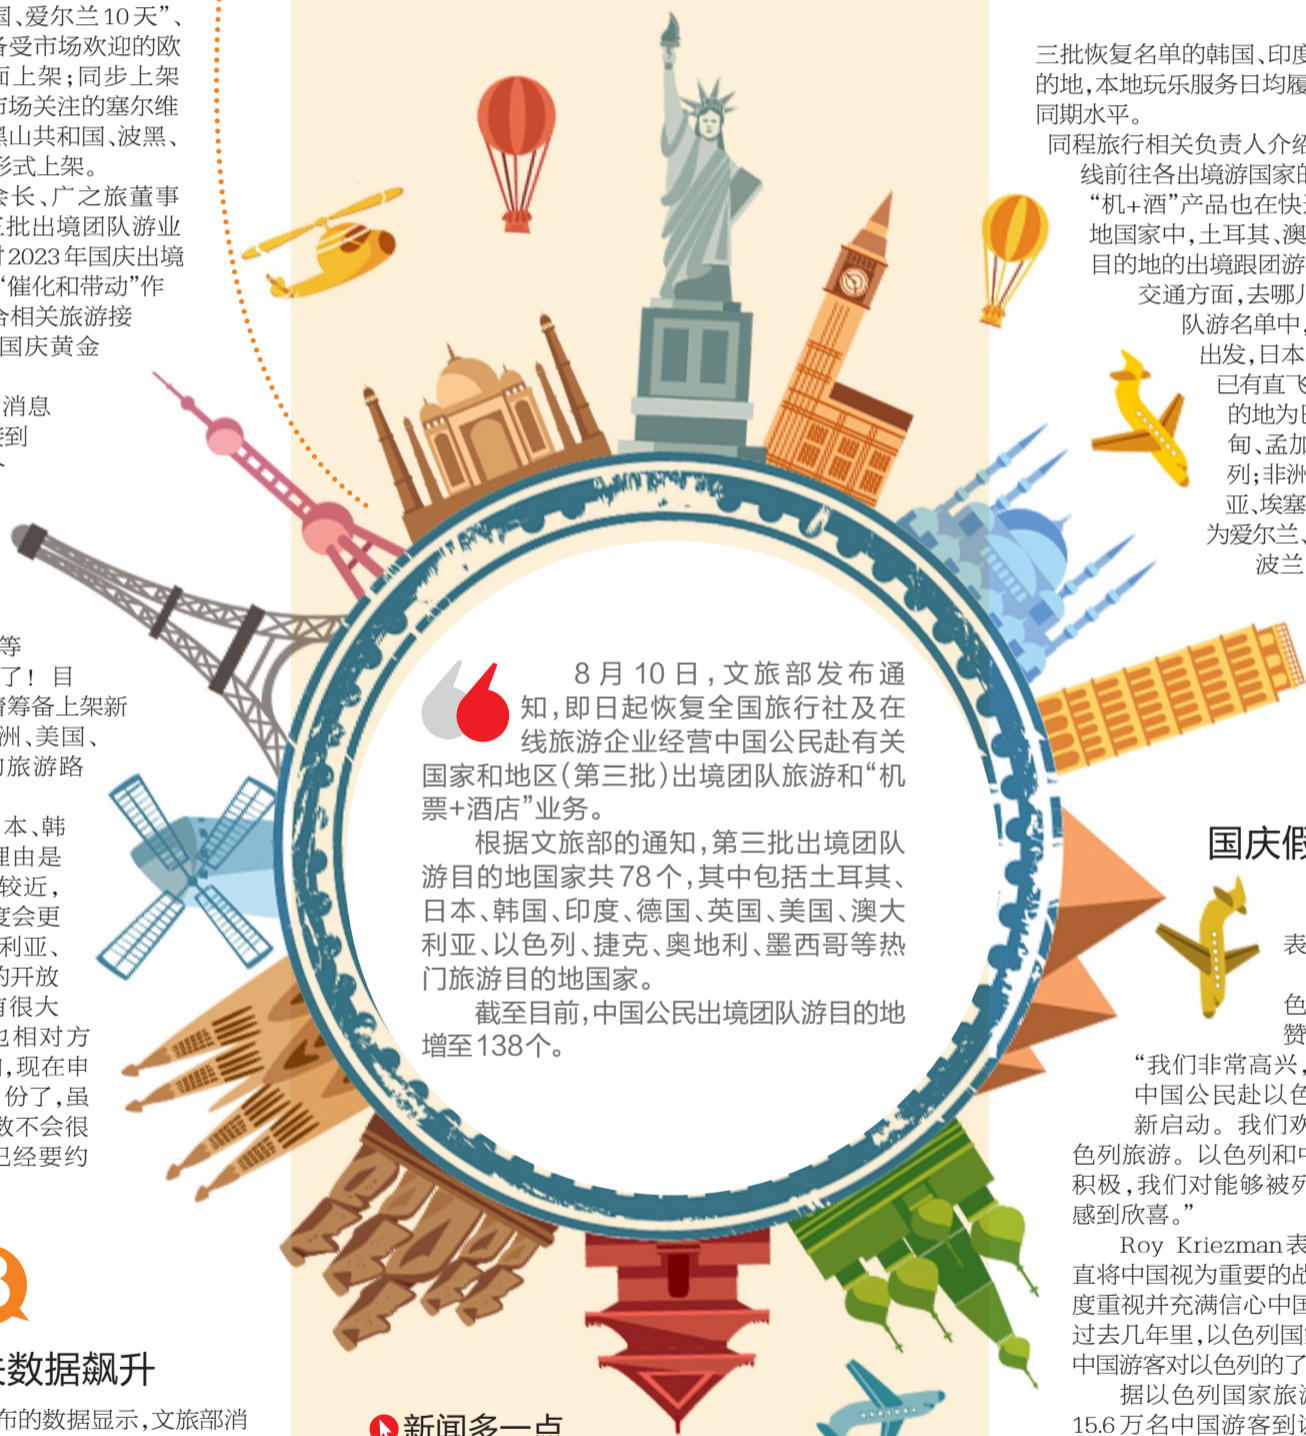 国、爱尔兰10天”、
备受市场欢迎的欧
面上架；同步上架
市场关注的塞尔维
黑山共和国、波黑、
形式上架。
会长、广之旅董事
三批出境团队游业
对2023年国庆出境
“催化和带动”作
合相关旅游接
国庆黄金
消息
接到
等
了！目
筹备上架新
洲、美国、
旅游路
本、韩
理由是
较近，
度会更
利亚、
的开放
有很大
也相对方
，现在申
份了，虽
数不会很
已经要约
数据飙升
布的数据显示，文旅部消
8月10日，文旅部发布通
知，即日起恢复全国旅行社及在
线旅游企业经营中国公民赴有关
国家和地区（第三批）出境团队旅游和“机
票+酒店”业务。
根据文旅部的通知，第三批出境团队
游目的地国家共78个，其中包括土耳其、
日本、韩国、印度、德国、英国、美国、澳大
利亚、以色列、捷克、奥地利、墨西哥等热
门旅游目的地国家。
截至目前，中国公民出境团队游目的地
增至138个。
新闻多一点
三批恢复名单的韩国、印度
的地，本地玩乐服务日均履
同期水平。
同程旅行相关负责人介绍
线前往各出境游国家的
“机+酒”产品也在快
地国家中，土耳其、澳
目的地的出境跟团游
交通方面，去哪儿
队游名单中，
出发，日本
已有直飞
的地为日
甸、孟加
列；非洲
亚、埃塞
为爱尔兰、
波兰
国庆假
表
色
赞
“我们非常高兴，
中国公民赴以色
新启动。我们欢
色列旅游。以色列和中
积极，我们对能够被列
感到欣喜。”
Roy Kriezman表
直将中国视为重要的战
度重视并充满信心中国
过去几年里，以色列国家
中国游客对以色列的了
据以色列国家旅游
15.6万名中国游客到访